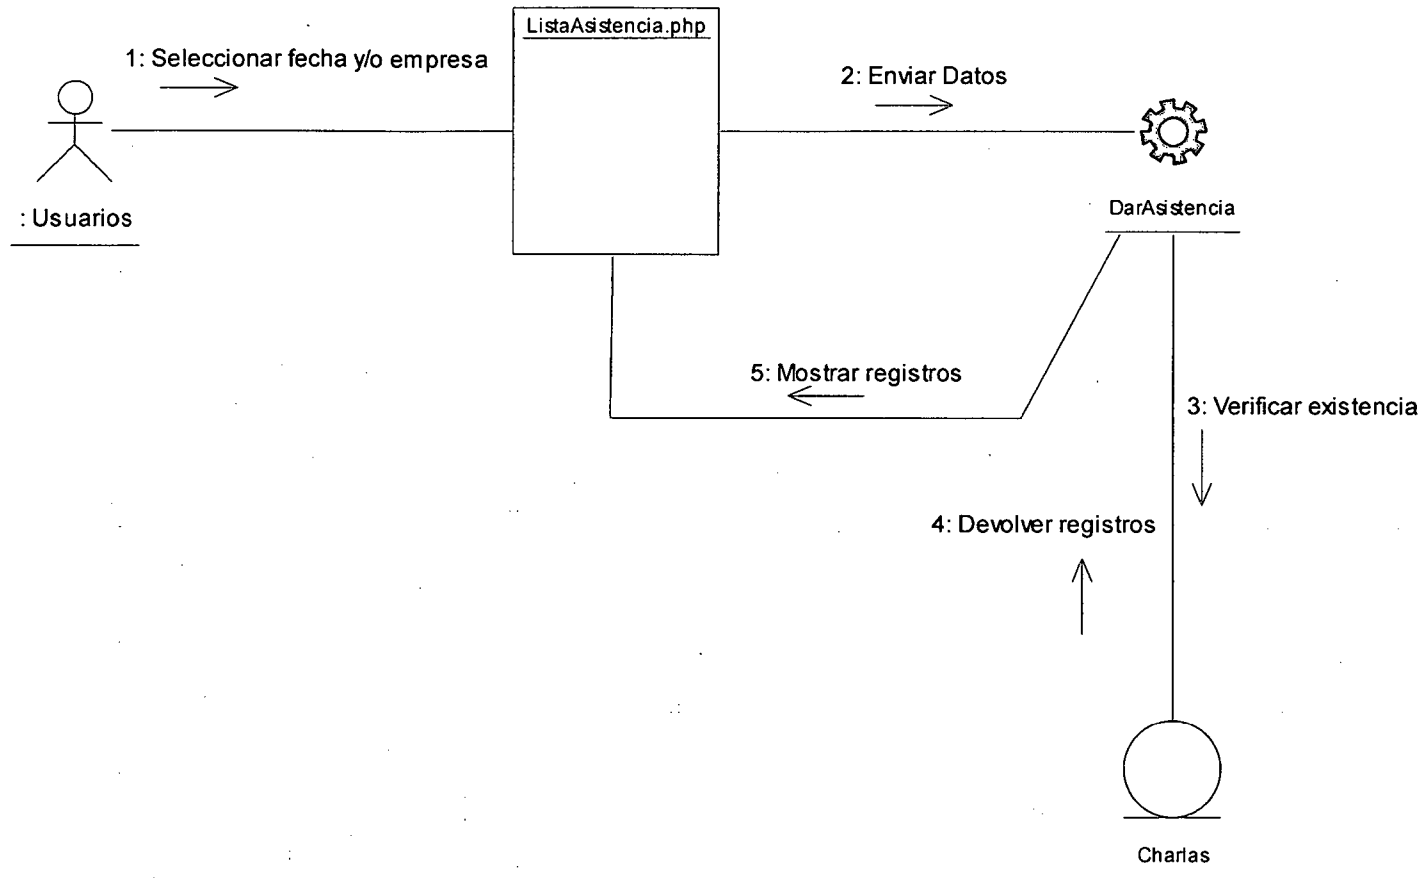 ListaAsistencia.php
1: Seleccionar fecha y/o empresa
2: Enviar Datos
: Usuarios
DarAsistencia
5: Mostrar registros
3: Verificar existencia
4: Devolver registros
Charlas